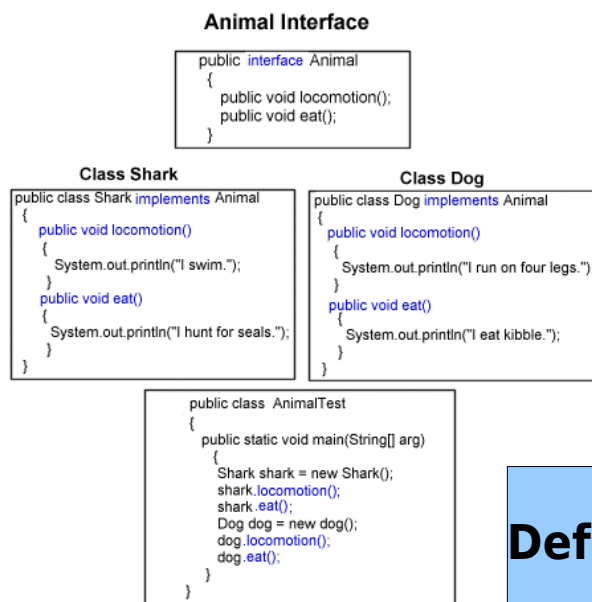 Animal Interface
public interface Animal
{
public void locomotion();
public void eat();
}
Class Shark
public class Shark implements Animal
{
public void locomotion()
{
System.out.println("I swim.");
}
public void eat()
{
System.out.println("I hunt for seals.");
}
}
Class Dog
public class Dog implements Animal
{
public void locomotion()
{
System.out.println("I run on four legs.")
}
public void eat()
{
System.out.println("I eat kibble.");
}
}
public class AnimalTest
{
public static void main(String[] arg)
{
Shark shark = new Shark();
shark.locomotion();
shark.eat();
Dog dog = new dog();
dog.locomotion();
dog.eat();
}
}
Def